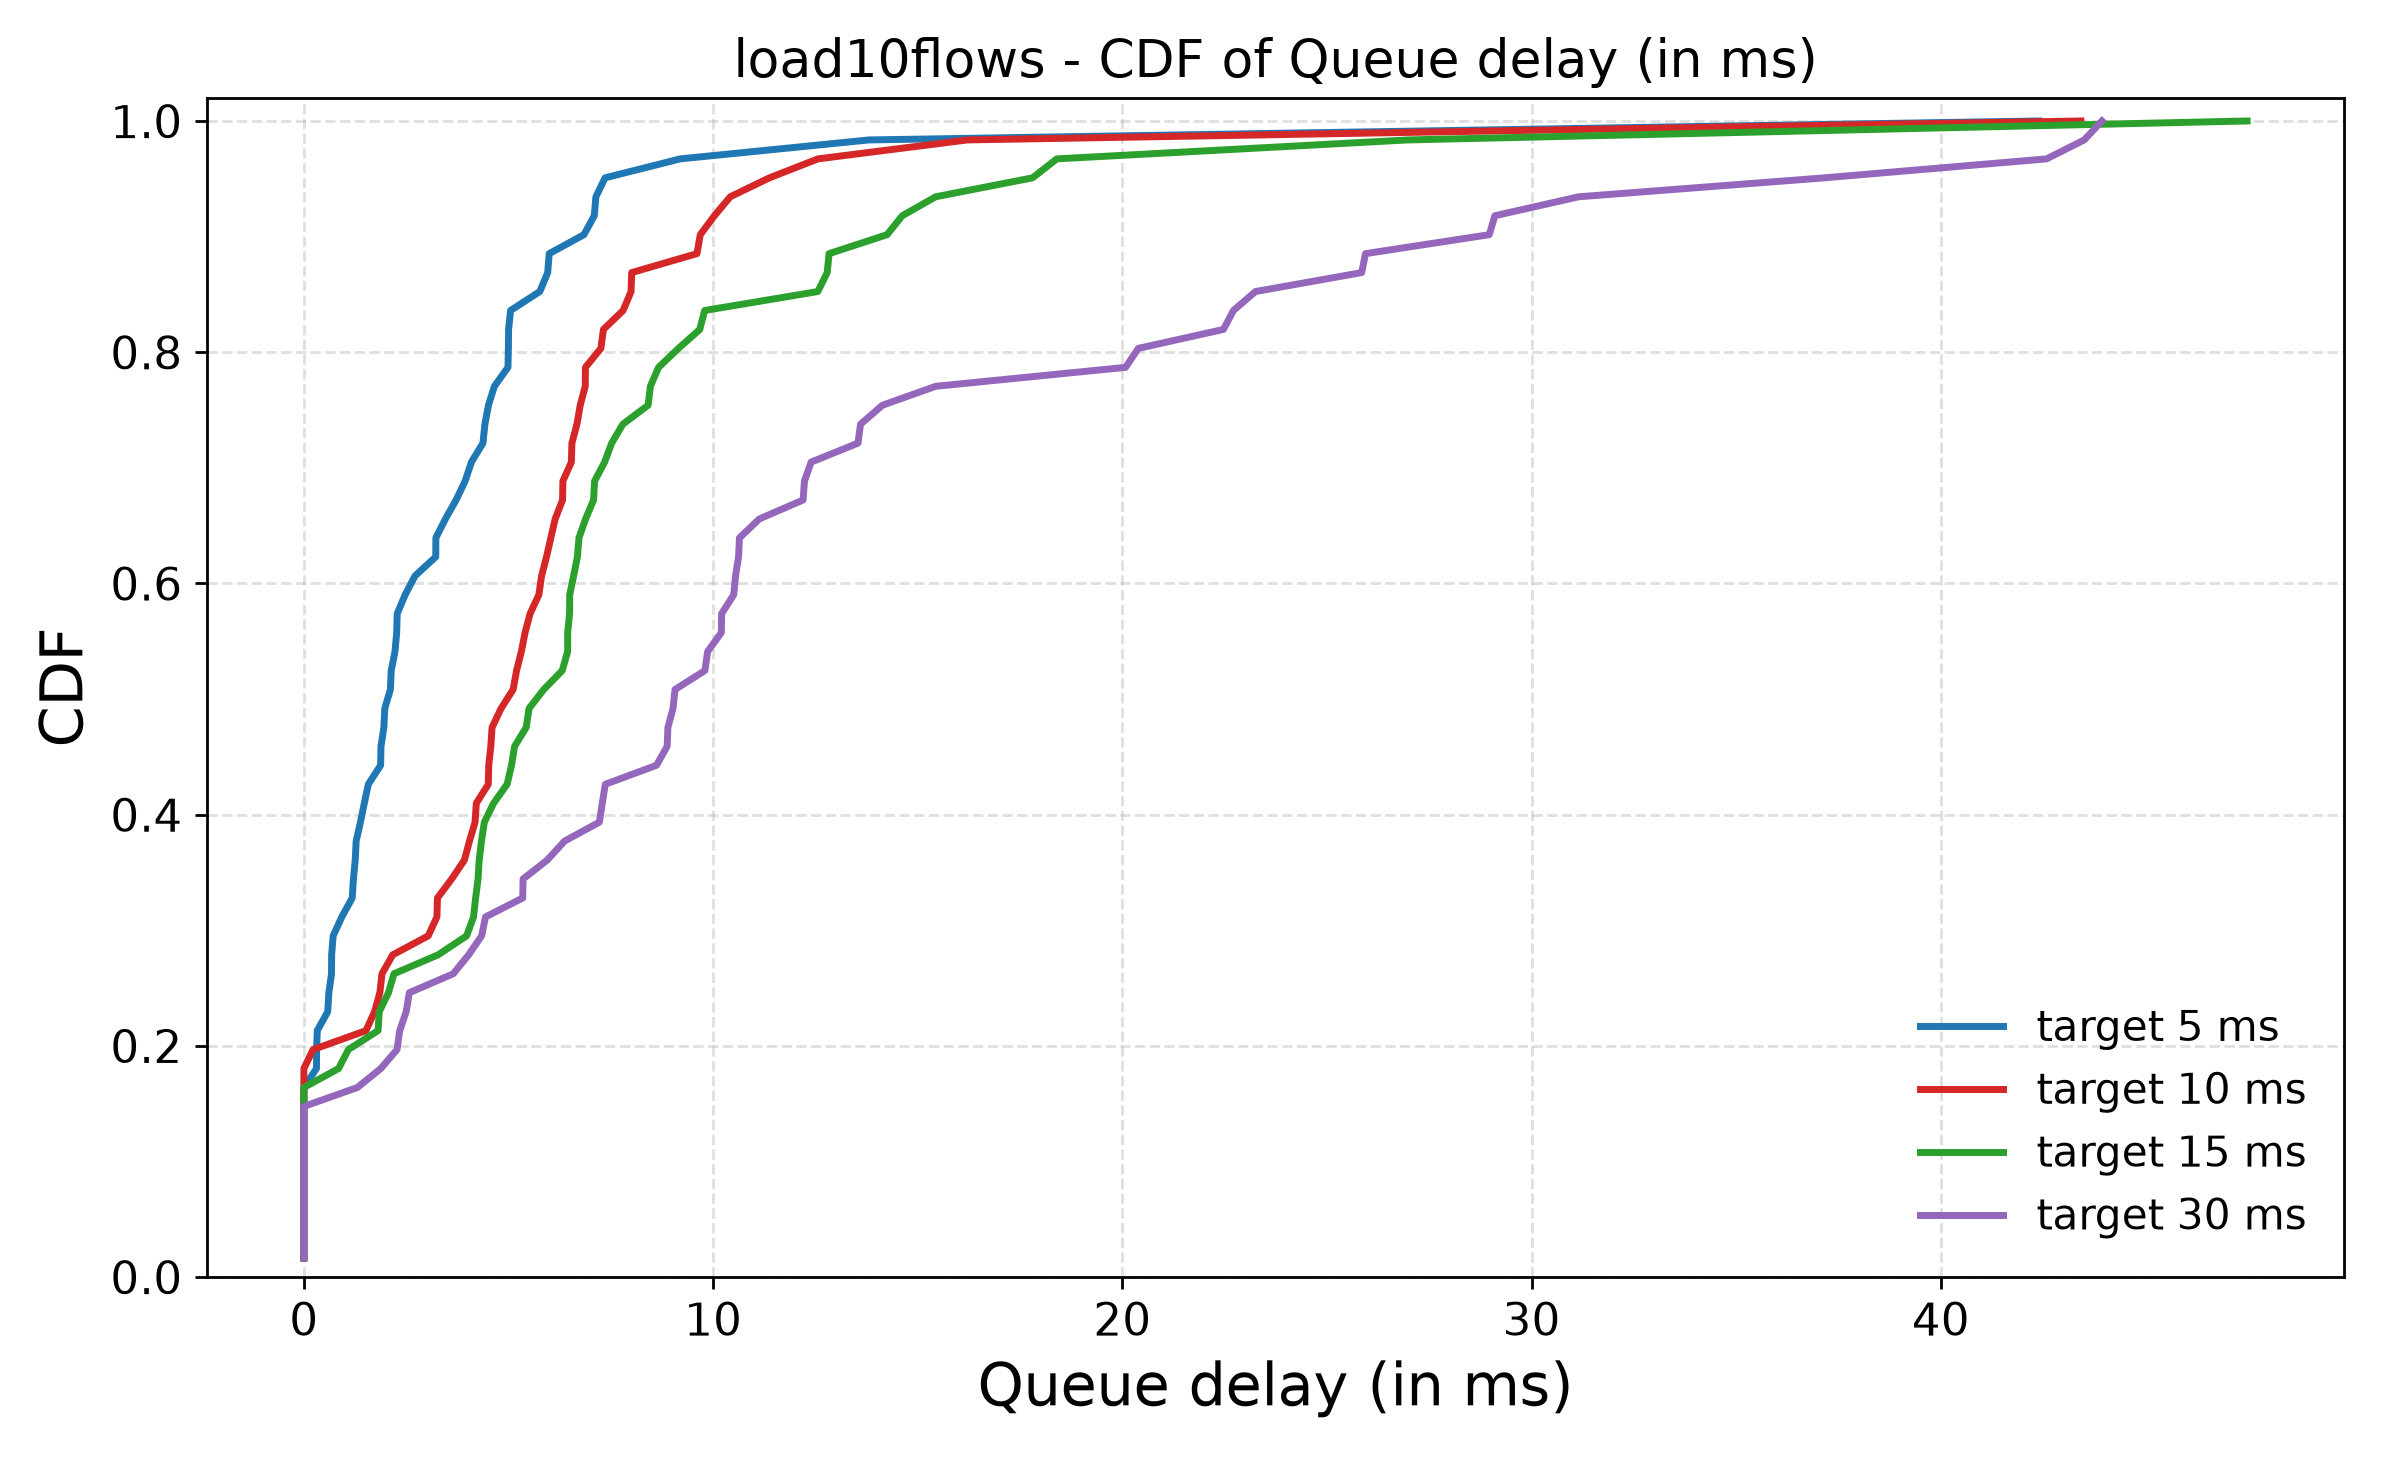 load10flows - CDF of Queue delay (in ms)
1.0
0.8
0.6
0.4
0.2
0.0
CDF
0 10 20 30 40
Queue delay (in ms)
target 5 ms
target 10 ms
target 15 ms
target 30 ms